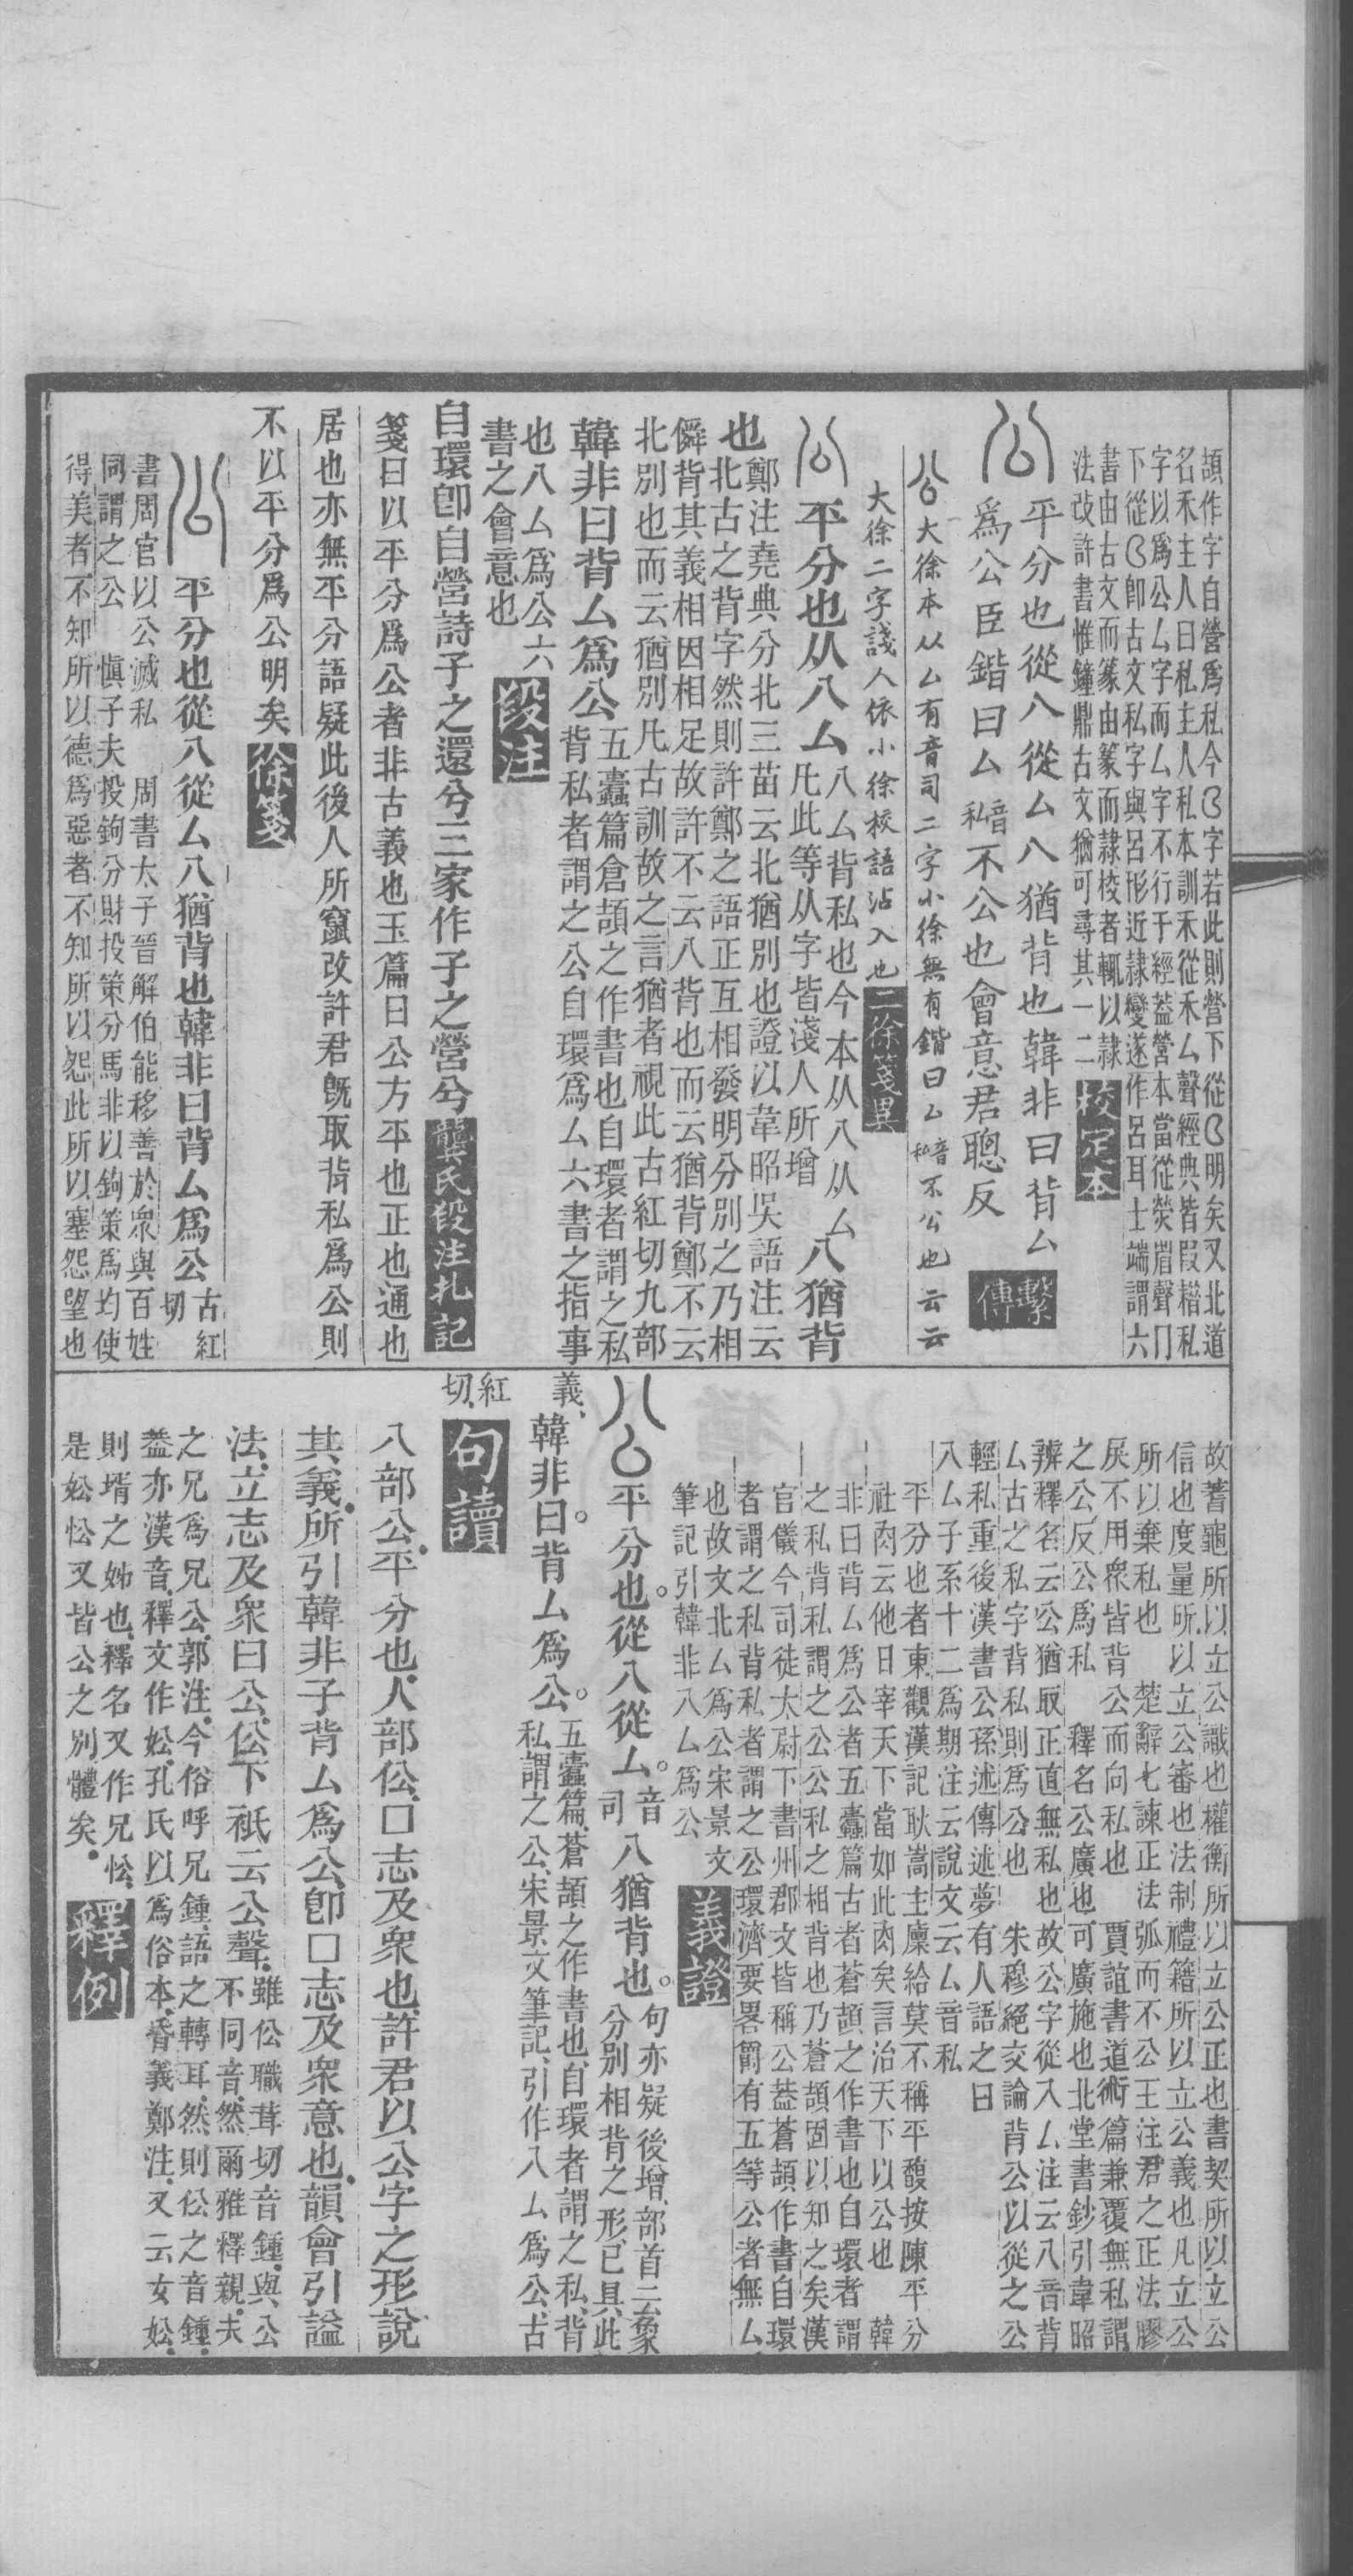 頡作字自營爲私今㔾字若此則營下從㔾明矣又北道
名禾主人曰私主人私本訓禾從禾厶聲經典皆叚稭私
字以爲公厶字而厶字不行于經蓋營本當從熒省聲冂
下從㔾卽古文私字與呂形近隷變遂作呂耳士端謂六
書由古文而篆由篆而隷校者輒以隷
法改許書惟鐘鼎古文猶可尋其一二
校定本
平分也從八從厶八猶背也韓非曰背厶
爲公臣鍇曰厶音私不公也會意君聰反
繫傳
公大徐本从厶有音司二字小徐無有鍇曰厶音私不公也云云
大徐二字淺人依小徐校語沾入也
二徐箋異
平分也从八厶八厶背私也今本从八从厶
凡此等从字皆淺人所增
八猶背
也鄭注堯典分北三苗云北猶別也證以韋昭吳語注云
北古之背字然則許鄭之語正互相發明分別之乃相
僢背其義相因相足故許不云八背也而云猶背鄭不云
北別也而云猶別凡古訓故之言猶者視此古紅切九部
韓非曰背厶爲公五蠹篇倉頡之作書也自環者謂之私
背私者謂之公自環爲厶六書之指事
也八厶爲公六
書之會意也
段注
自環卽自營詩子之還兮三家作子之營兮
龔氏段注札記
箋曰以平分爲公者非古義也玉篇曰公方平也正也通也
居也亦無平分語疑此後人所竄改許君旣取背私爲公則
不以平分爲公明矣
徐箋
平分也從八從厶八猶背也韓非曰背厶爲公古紅切
書周官以公滅私 周書太子晉解伯能移善於衆與百姓
同謂之公 愼子夫投鉤分財投策分馬非以鉤策爲均使
得美者不知所以德爲惡者不知所以怨此所以塞怨望也
故蓍龜所以立公識也權衡所以立公正也書契所以立公
信也度量所以立公審也法制禮籍所以立公義也凡立公
所以棄私也 楚辭七諫正法弧而不公王注君之正法膠
戾不用衆皆背公而向私也 賈誼書道術篇兼覆無私謂
之公反公爲私 釋名公廣也可廣施也北堂書鈔引韋昭
辨釋名云公猶取正直無私也故公字從八厶注云八音背
厶古之私字背私則爲公也 朱穆絕交論背公以從之公
輕私重後漢書公孫述傳述夢有人語之曰
八厶子系十二爲期注云說文云厶音私
平分也者東觀漢記耿嵩主廩給莫不稱平馥按陳平分
社肉云他日宰天下當如此肉矣言治天下以公也 韓
非曰背厶爲公者五蠹篇古者蒼頡之作書也自環者謂
之私背私謂之公公私之相背也乃蒼頡固以知之矣漢
官儀今司徒太尉下書州郡文皆稱公蓋蒼頡作書自環
者謂之私背私者謂之公環濟要畧爵有五等公者無厶
也故文北厶爲公宋景文
筆記引韓非八厶爲公
義證
平分也。從八從厶。音司八猶背也。句亦疑後增、部首云象
分別相背之形、已具此
義、韓非曰。背厶爲公。五蠹篇、蒼頡之作書也、自環者謂之私、背
私謂之公、宋景文筆記、引作八厶爲公、古
紅切、
句讀
八部公、平分也、人部伀、囗志及衆也、許君以公字之形說
其義、所引韓非子背厶爲公、卽囗志及衆意也、韻會引謚
法、立志及衆曰公、伀下衹云公聲、雖伀職茸切音鍾、與公
不同音、然爾雅釋親、夫
之兄爲兄公、郭注、今俗呼兄鍾、語之轉耳、然則伀之音鍾、
蓋亦漢音、釋文作妐、孔氏以爲俗本、昏義鄭注、又云女妐、
則壻之姊也、釋名又作兄忪、
是妐忪又皆公之別體矣、
釋例